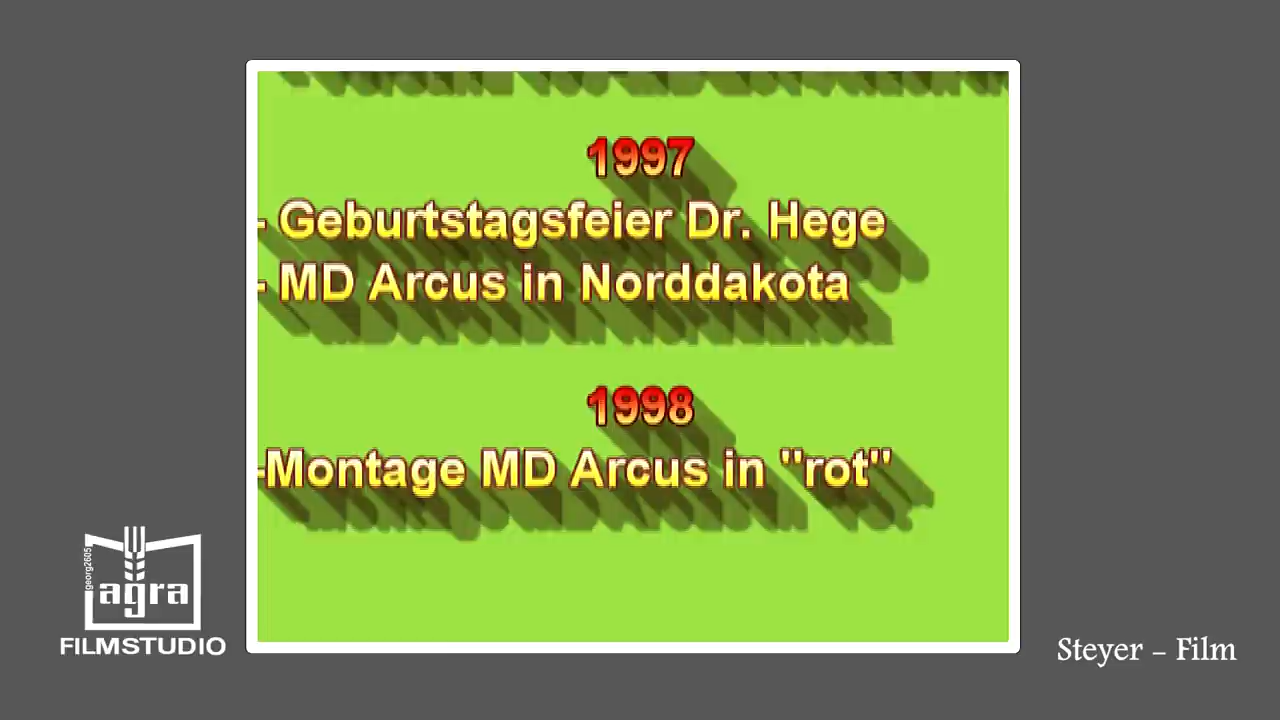 1997
- Geburtstagsfeier Dr. Hege
- MD Arcus in Norddakota
1998
-Montage MD Arcus in "rot"
georg2605
agra
FILMSTUDIO
Steyer – Film